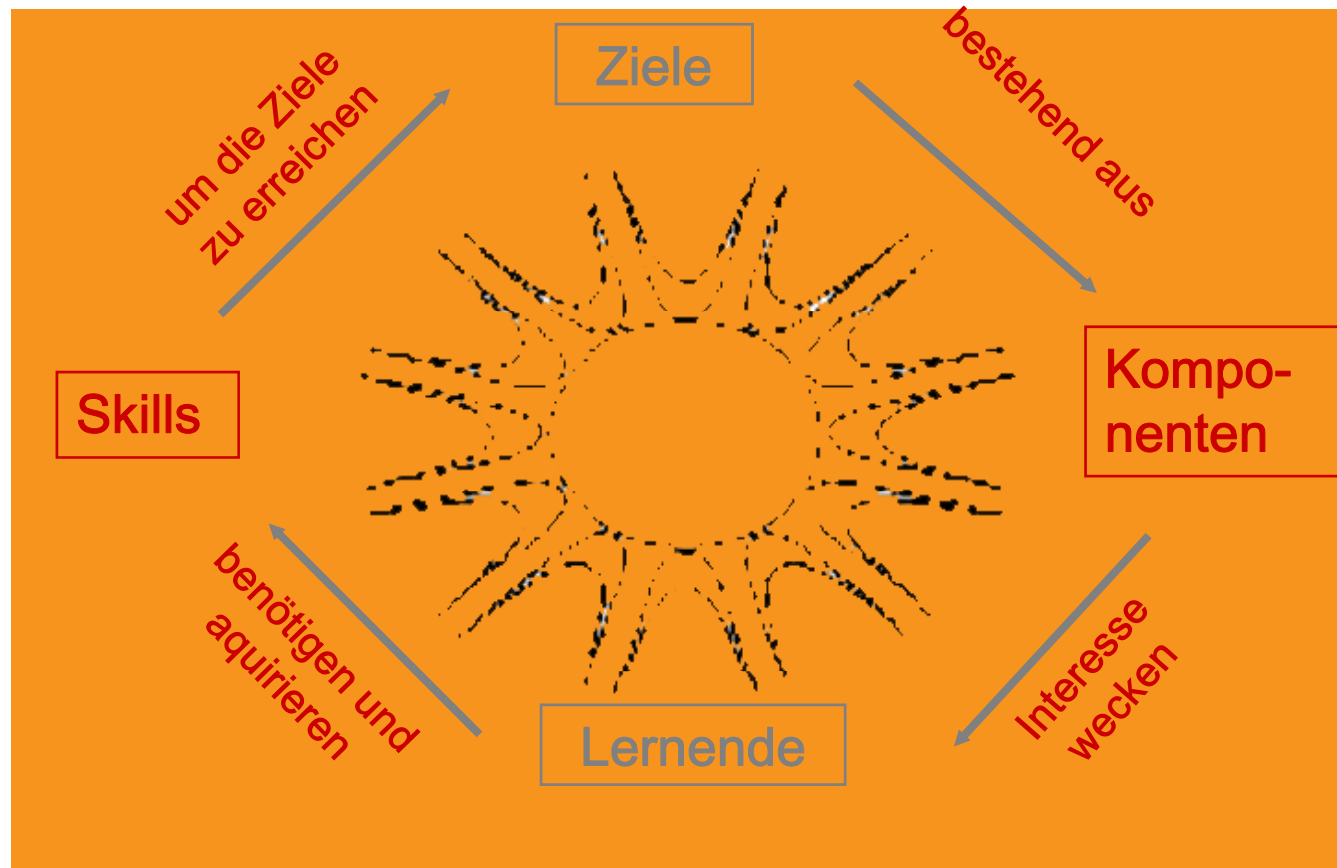 Ziele
bestehend aus
um die Ziele
zu erreichen
Kompo-
nenten
Skills
Interesse
wecken
benötigen und
aquirieren
Lernende